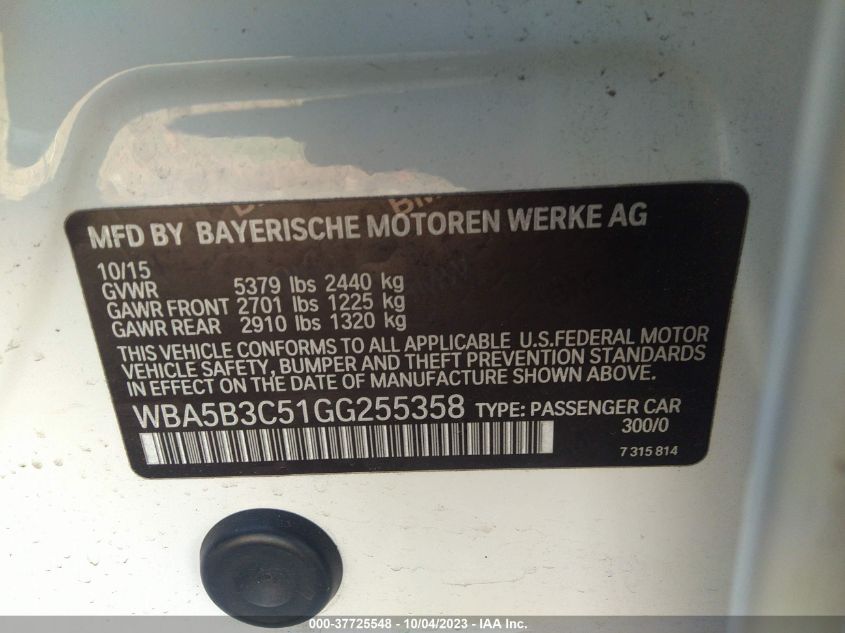 MFD BY BAYERISCHE MOTOREN WERKE AG
10/15
GVWR 5379 lbs 2440 kg
GAWR FRONT 2701 lbs 1225 kg
GAWR REAR 2910 lbs 1320 kg
THIS VEHICLE CONFORMS TO ALL APPLICABLE U.S.FEDERAL MOTOR
VEHICLE SAFETY, BUMPER AND THEFT PREVENTION STANDARDS
IN EFFECT ON THE DATE OF MANUFACTURE SHOWN ABOVE.
WBA5B3C51GG255358 TYPE: PASSENGER CAR
300/0
7 315 814
000-37725548 - 10/04/2023 - IAA Inc.